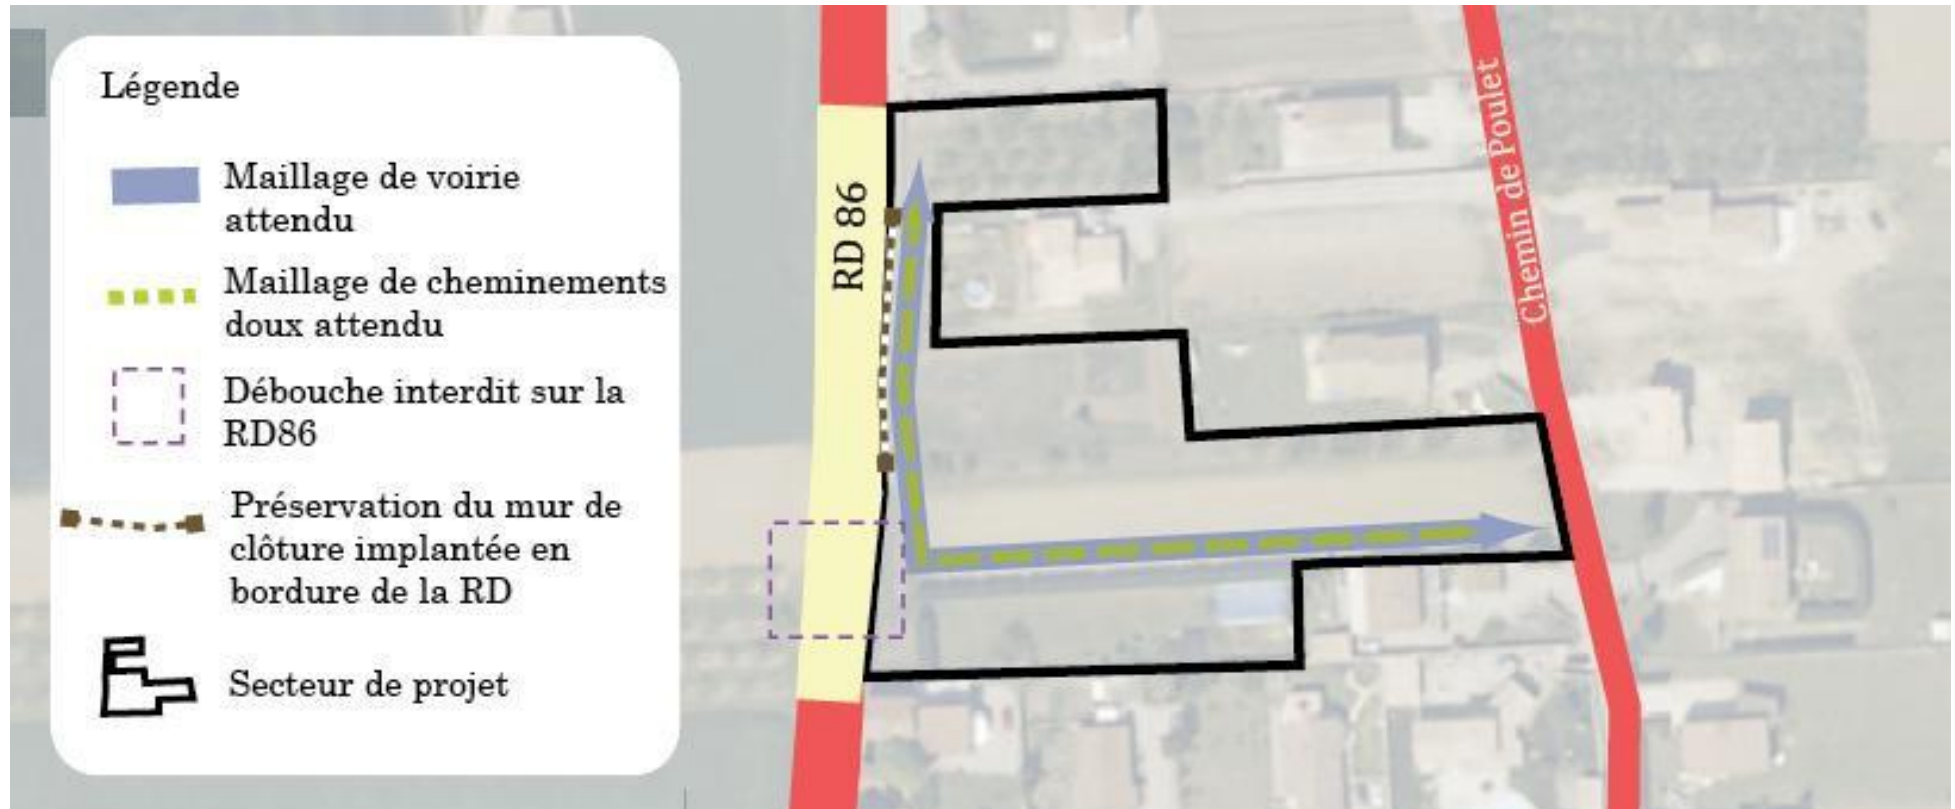 Légende
Maillage de voirie
attendu
Maillage de cheminements
doux attendu
Débouche interdit sur la
RD86
Préservation du mur de
clôture implantée en
bordure de la RD
Secteur de projet
RD 86
Chemin de Poulet